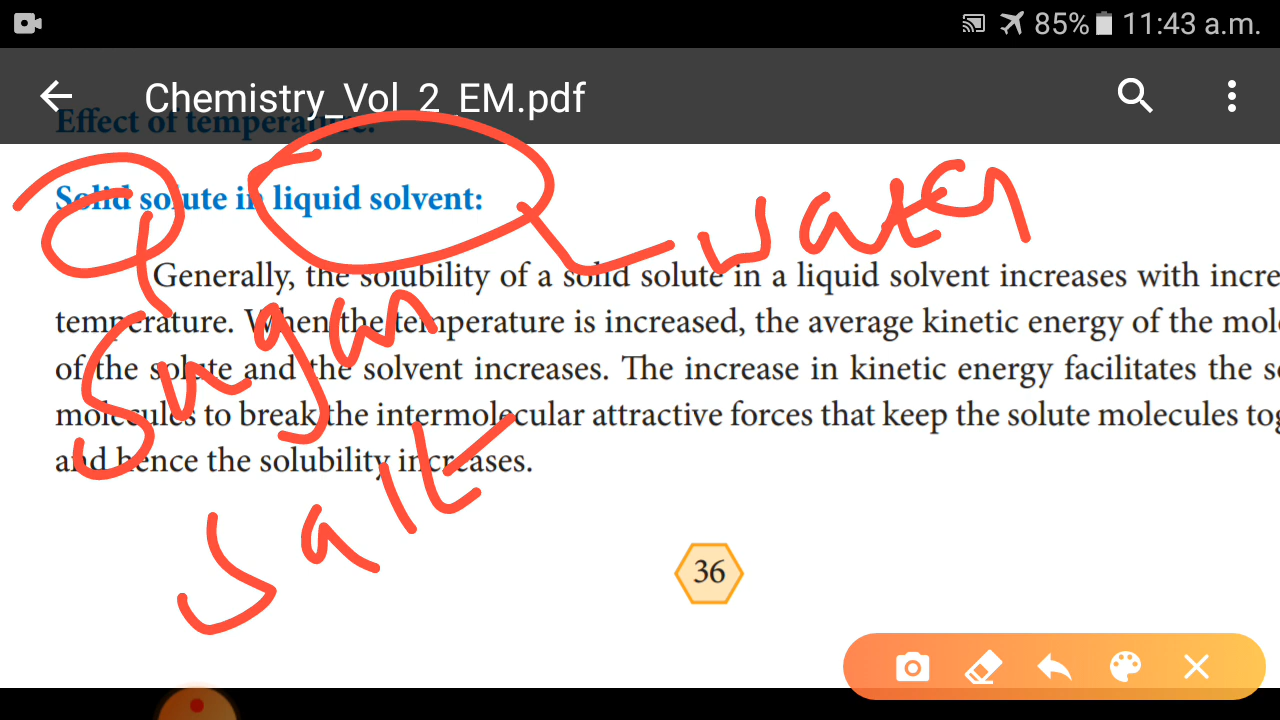 85% 11:43 a.m.
Chemistry_Vol_2_EM.pdf
Effect of temperature:
Solid solute in liquid solvent:
water
Generally, the solubility of a solid solute in a liquid solvent increases with incre
temperature. When the temperature is increased, the average kinetic energy of the mol
of the solute and the solvent increases. The increase in kinetic energy facilitates the s
molecules to break the intermolecular attractive forces that keep the solute molecules tog
and hence the solubility increases.
Sugar
Salt
36